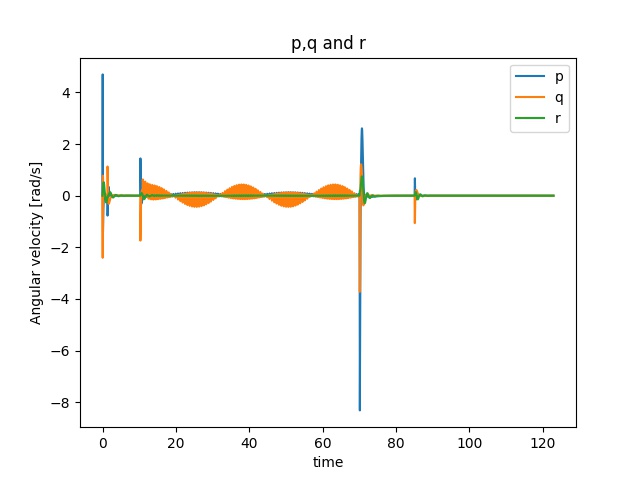 p,q and r
p
q
r
Angular velocity [rad/s]
4
2
0
−2
−4
−6
−8
0 20 40 60 80 100 120
time